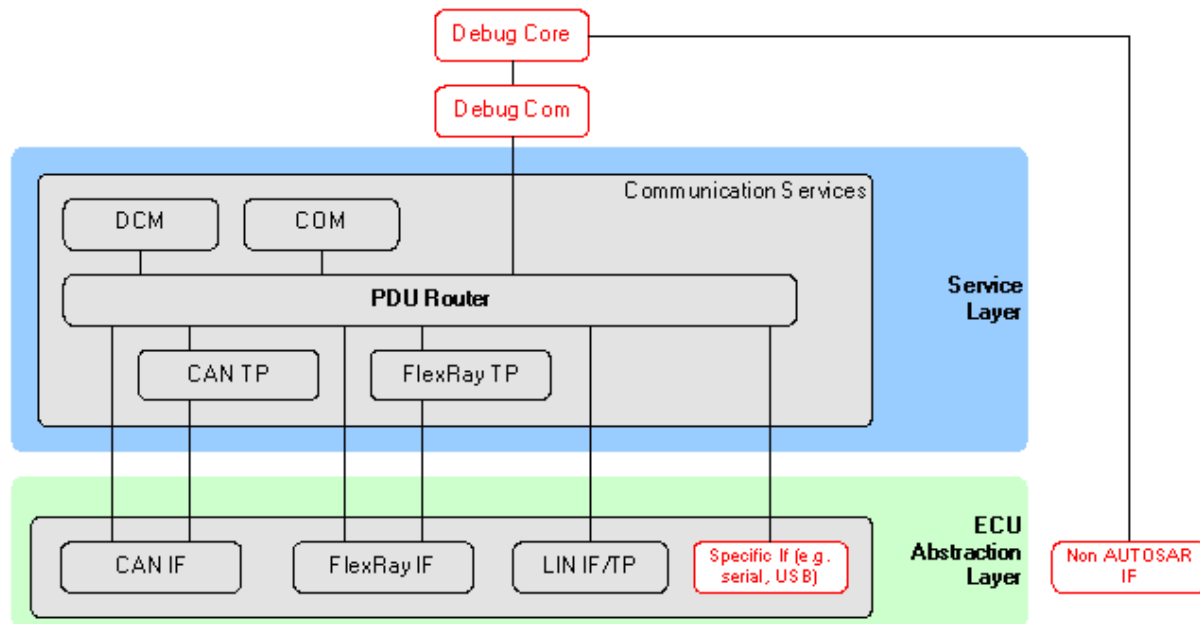 Debug Core
Debug Com
Communication Services
DCM
COM
PDU Router
Service
Layer
CAN TP
FlexRay TP
ECU
Abstraction
Layer
CAN IF
FlexRay IF
LIN IF/TP
Specific If (e.g.
serial, USB)
Non AUTOSAR
IF